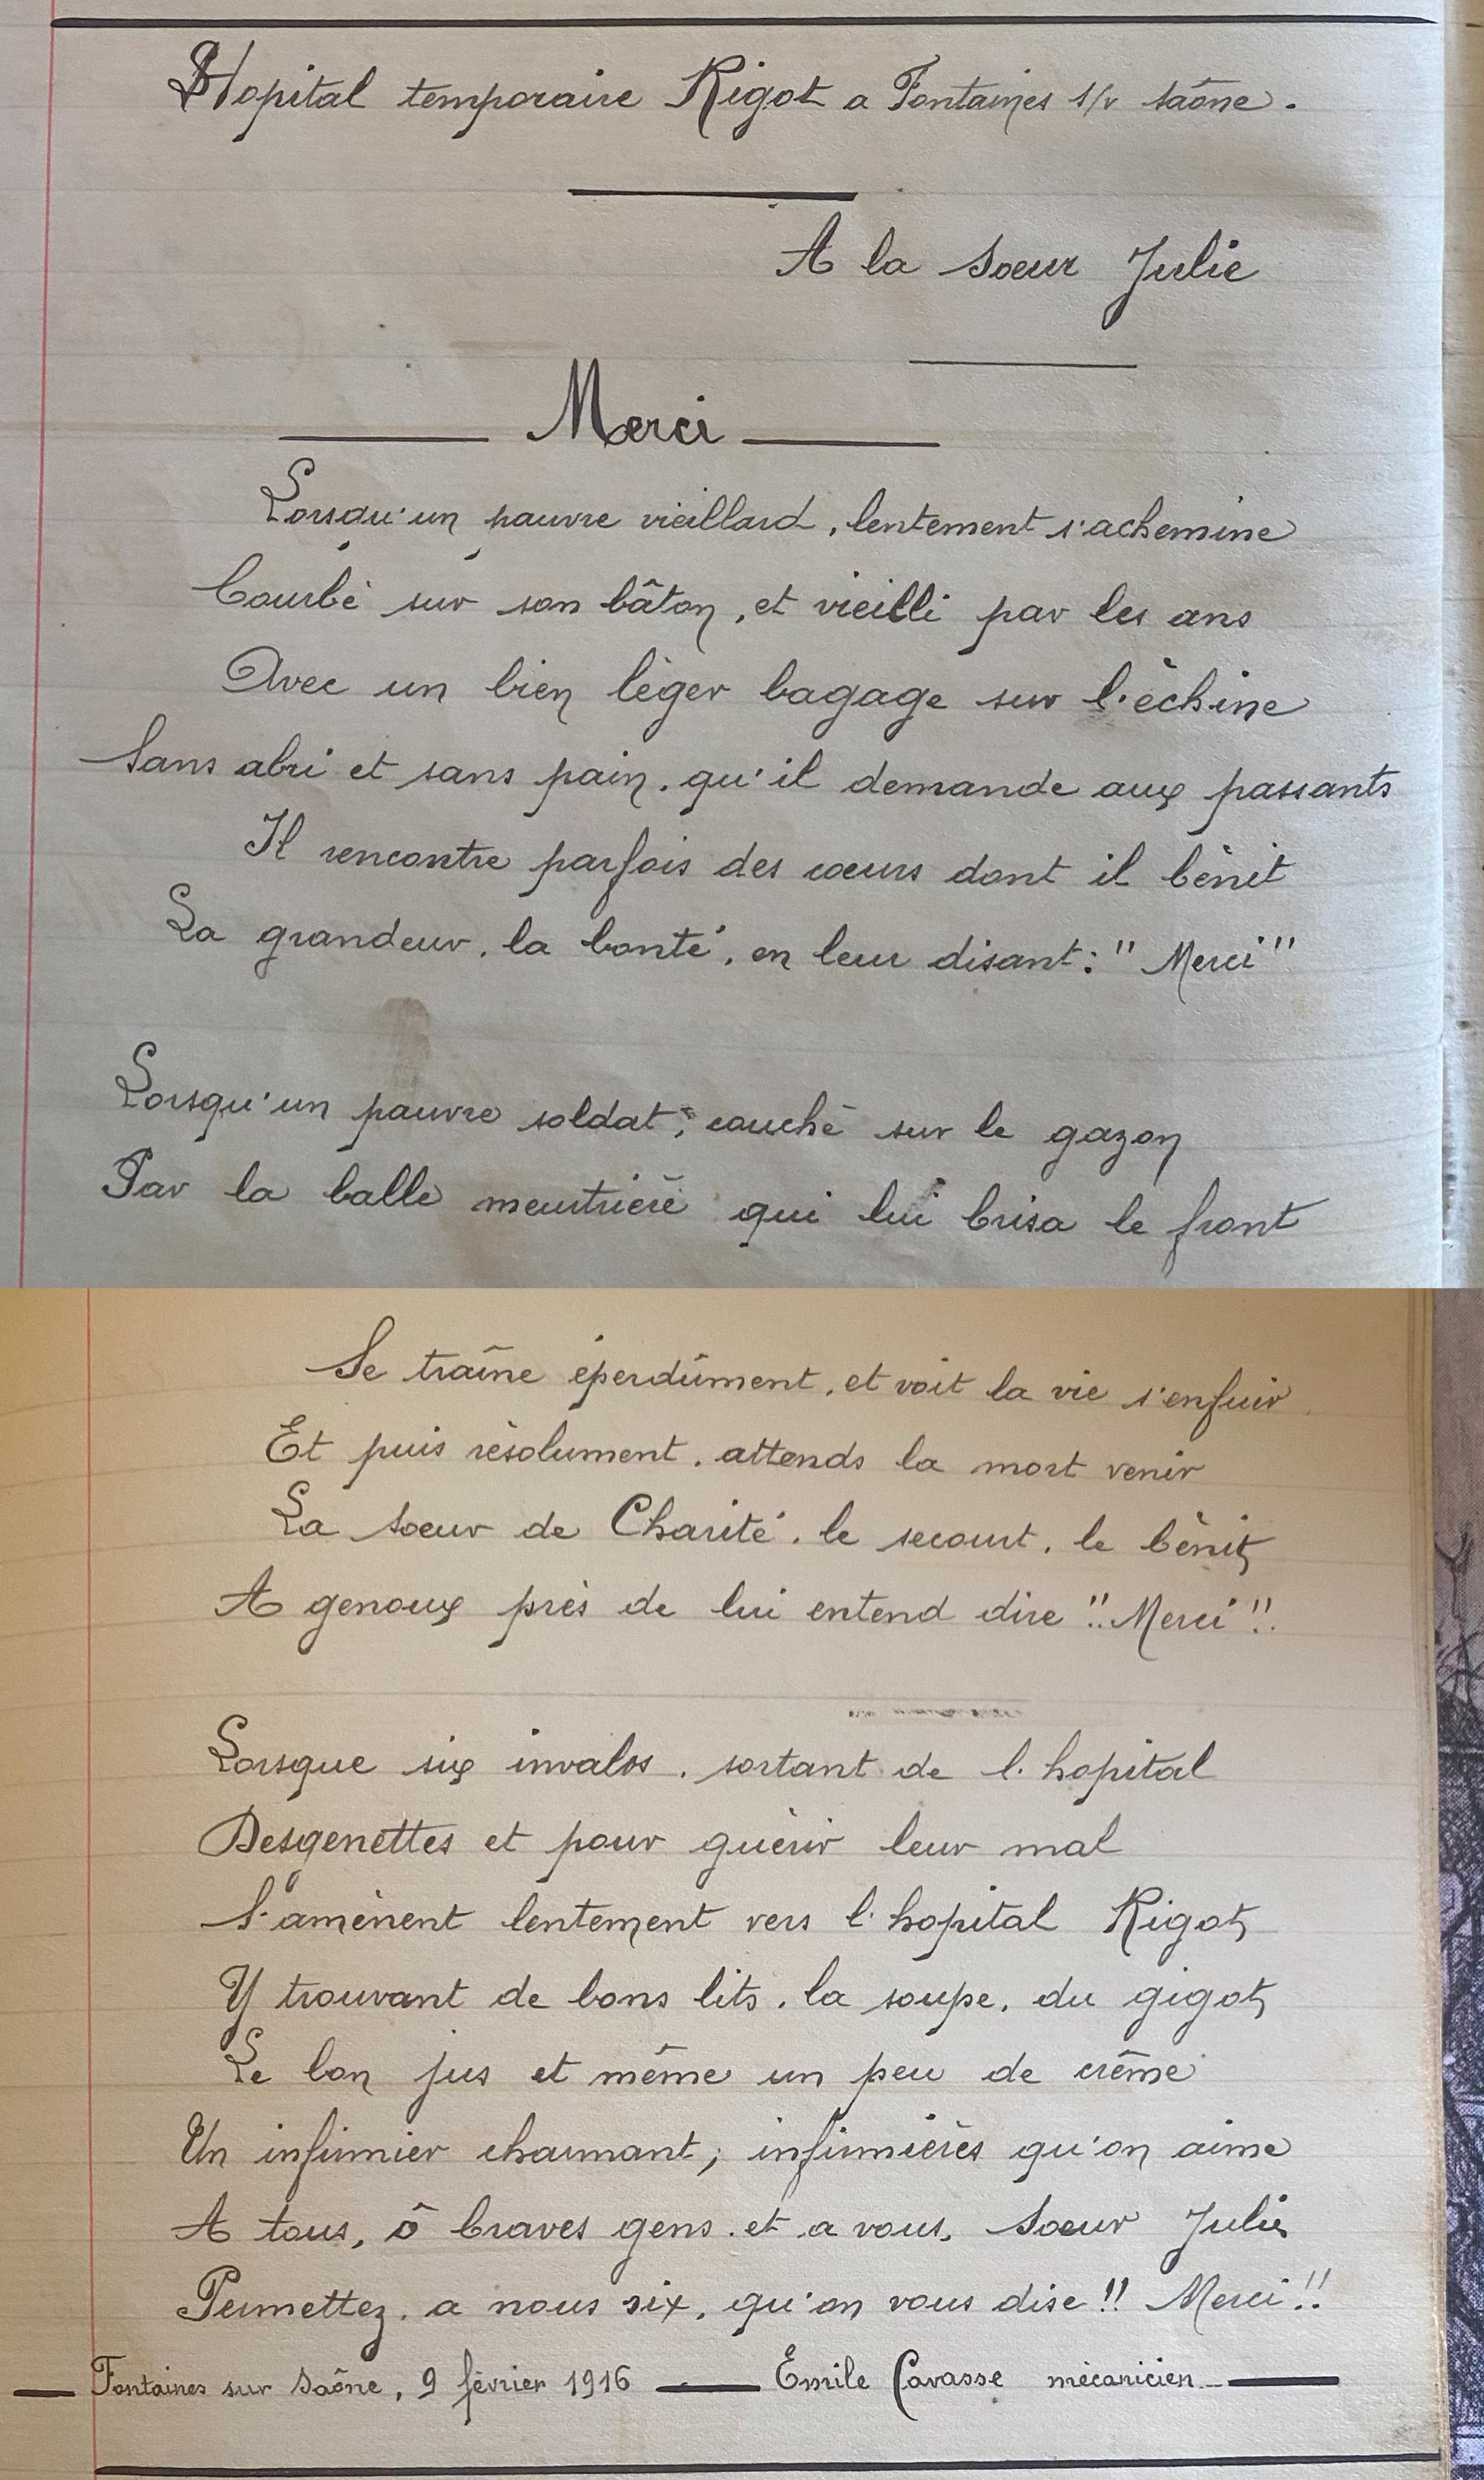 Hopital temporaire Rigot a Fontaines s/r Saône.
A la Soeur Julie
Merci
Lorsqu'un pauvre vieillard, lentement s'achemine
Courbé sur son bâton, et vieilli par les ans
Avec un bien léger bagage sur l'échine
Sans abri et sans pain, qu'il demande aux passants
Il rencontre parfois des coeurs dont il bénit
La grandeur, la bonté, en leur disant: "Merci"
Lorsqu'un pauvre soldat, couché sur le gazon
Par la balle meurtrière qui lui brisa le front
Se traîne éperdûment, et voit la vie s'enfuir
Et puis résolument, attends la mort venir
La soeur de Charité, le secourt, le bénit
A genoux près de lui entend dire "Merci"!
Lorsque six invalos, sortant de l'hopital
Desgenettes et pour guérir leur mal
S'amènent lentement vers l'hopital Rigot
Y trouvant de bons lits, la soupe, du gigot
Le bon jus et même un peu de crême
Un infirmier charmant, infirmières qu'on aime
A tous, ô braves gens, et a vous, Soeur Julie
Permettez, a nous six, qu'on vous dise!! Merci!!
Fontaines sur Saône, 9 février 1916 — Emile Cavasse mécanicien